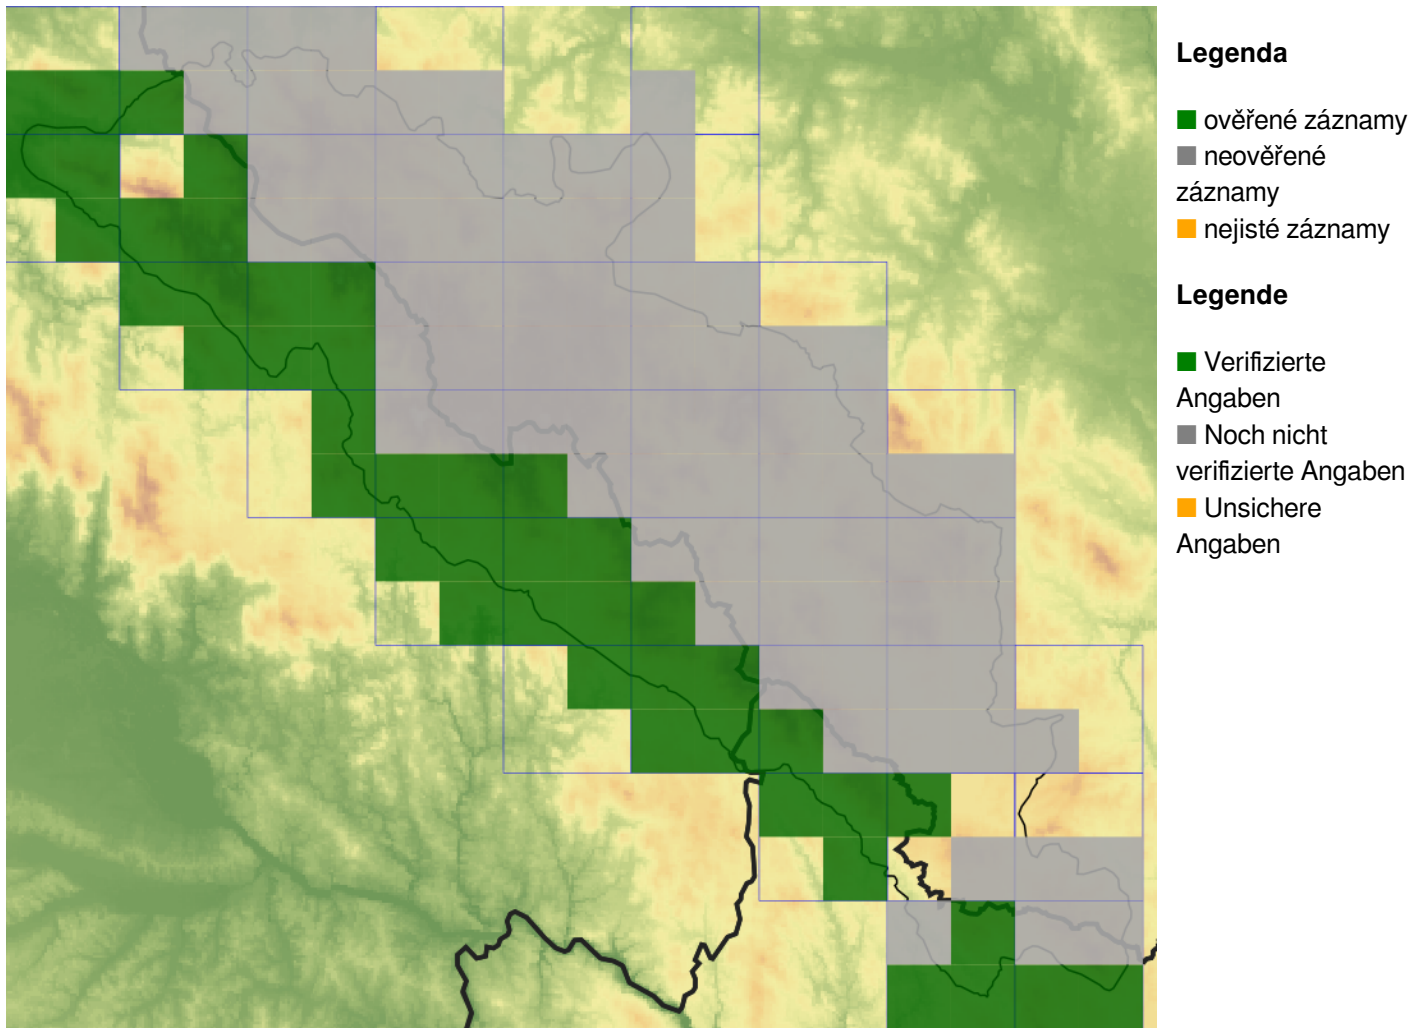 Legenda
ověřené záznamy
neověřené
záznamy
nejisté záznamy
Legende
Verifizierte
Angaben
Noch nicht
verifizierte Angaben
Unsichere
Angaben